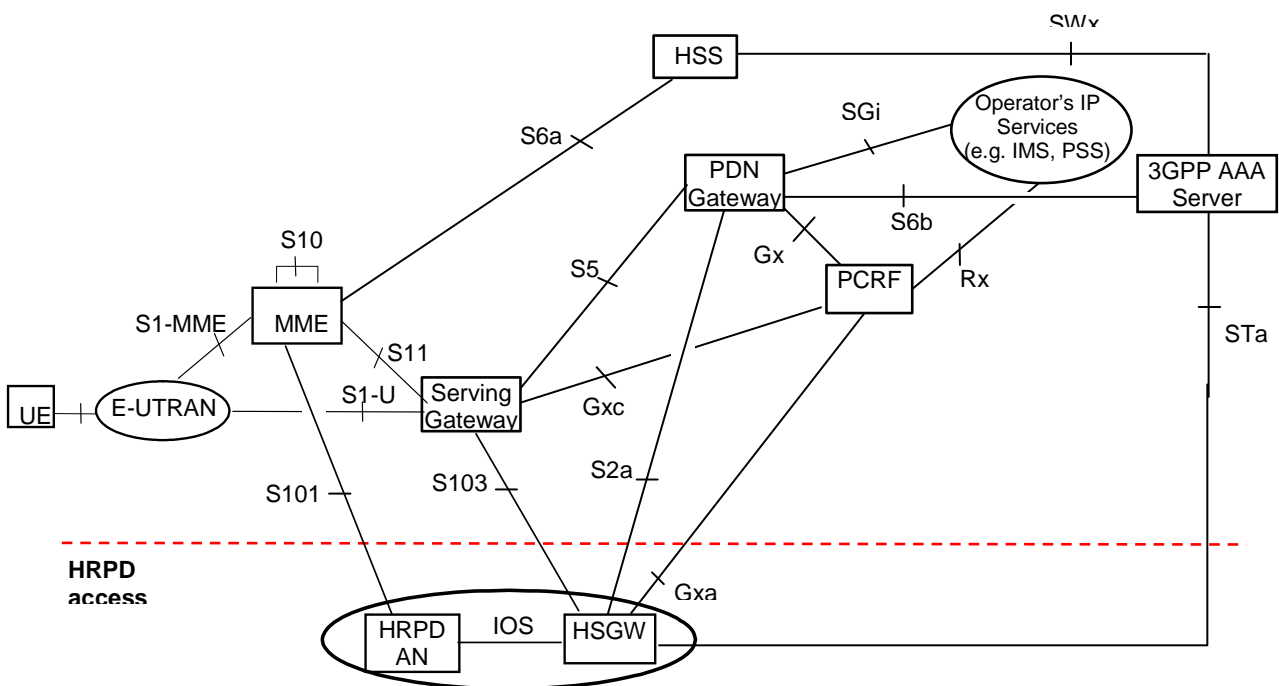 SWx
HSS
Operator's IP
Services
(e.g. IMS, PSS)
SGi
S6a
PDN
Gateway
3GPP AAA
Server
S6b
S10
Gx
S5
PCRF
Rx
MME
S1-MME
STa
S11
S1-U
Serving
Gateway
Gxc
UE
E-UTRAN
S2a
S101
S103
HRPD
access
Gxa
HRPD
AN
IOS
HSGW